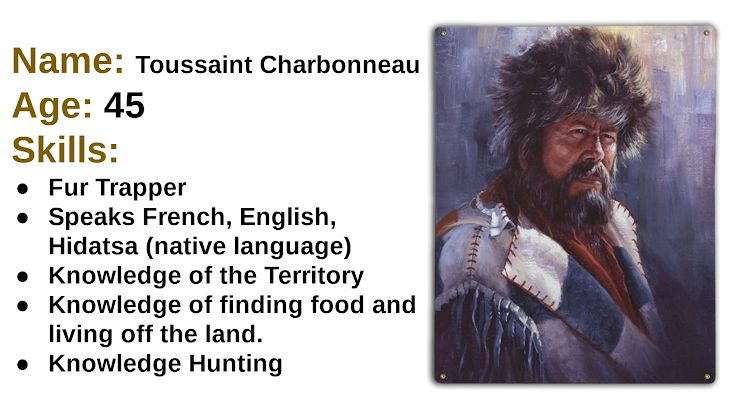 Name: Toussaint Charbonneau
Age: 45
Skills:
● Fur Trapper
● Speaks French, English,
Hidatsa (native language)
● Knowledge of the Territory
● Knowledge of finding food and
living off the land.
● Knowledge Hunting